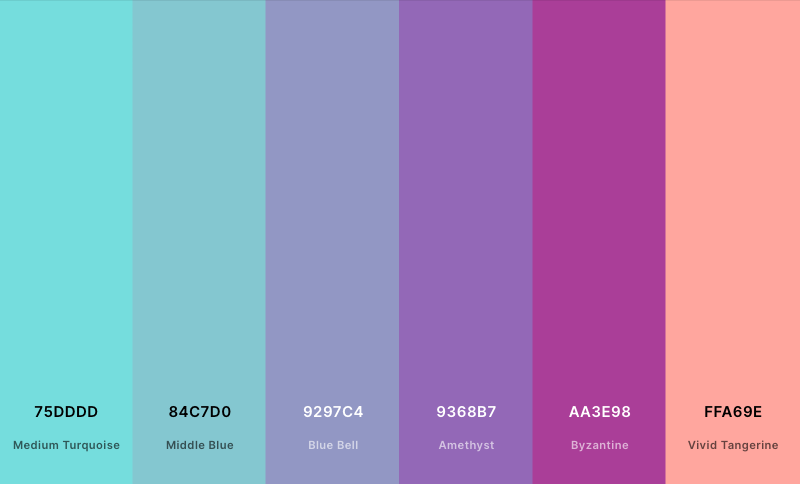 75DDDD
84C7D0
9297C4
9368B7
AA3E98
FFA69E
Medium Turquoise
Middle Blue
Blue Bell
Amethyst
Byzantine
Vivid Tangerine